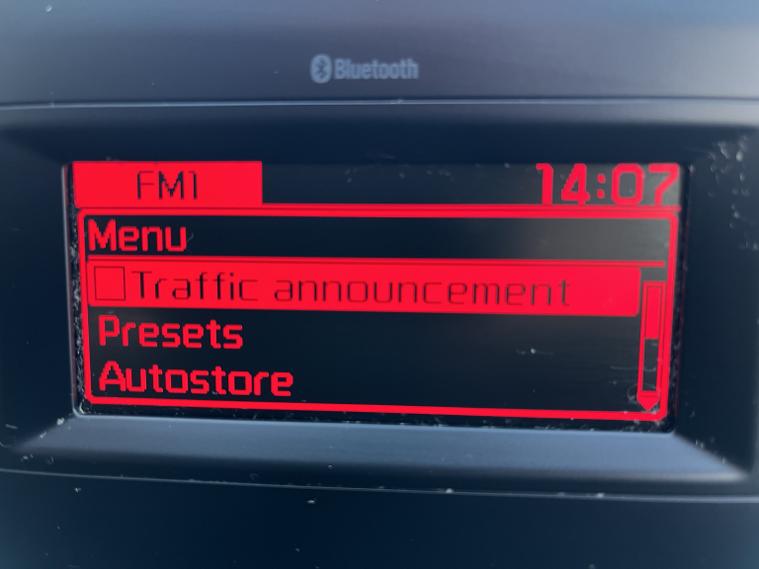 Bluetooth
FM1 14:07
Menu
Traffic announcement
Presets
Autostore